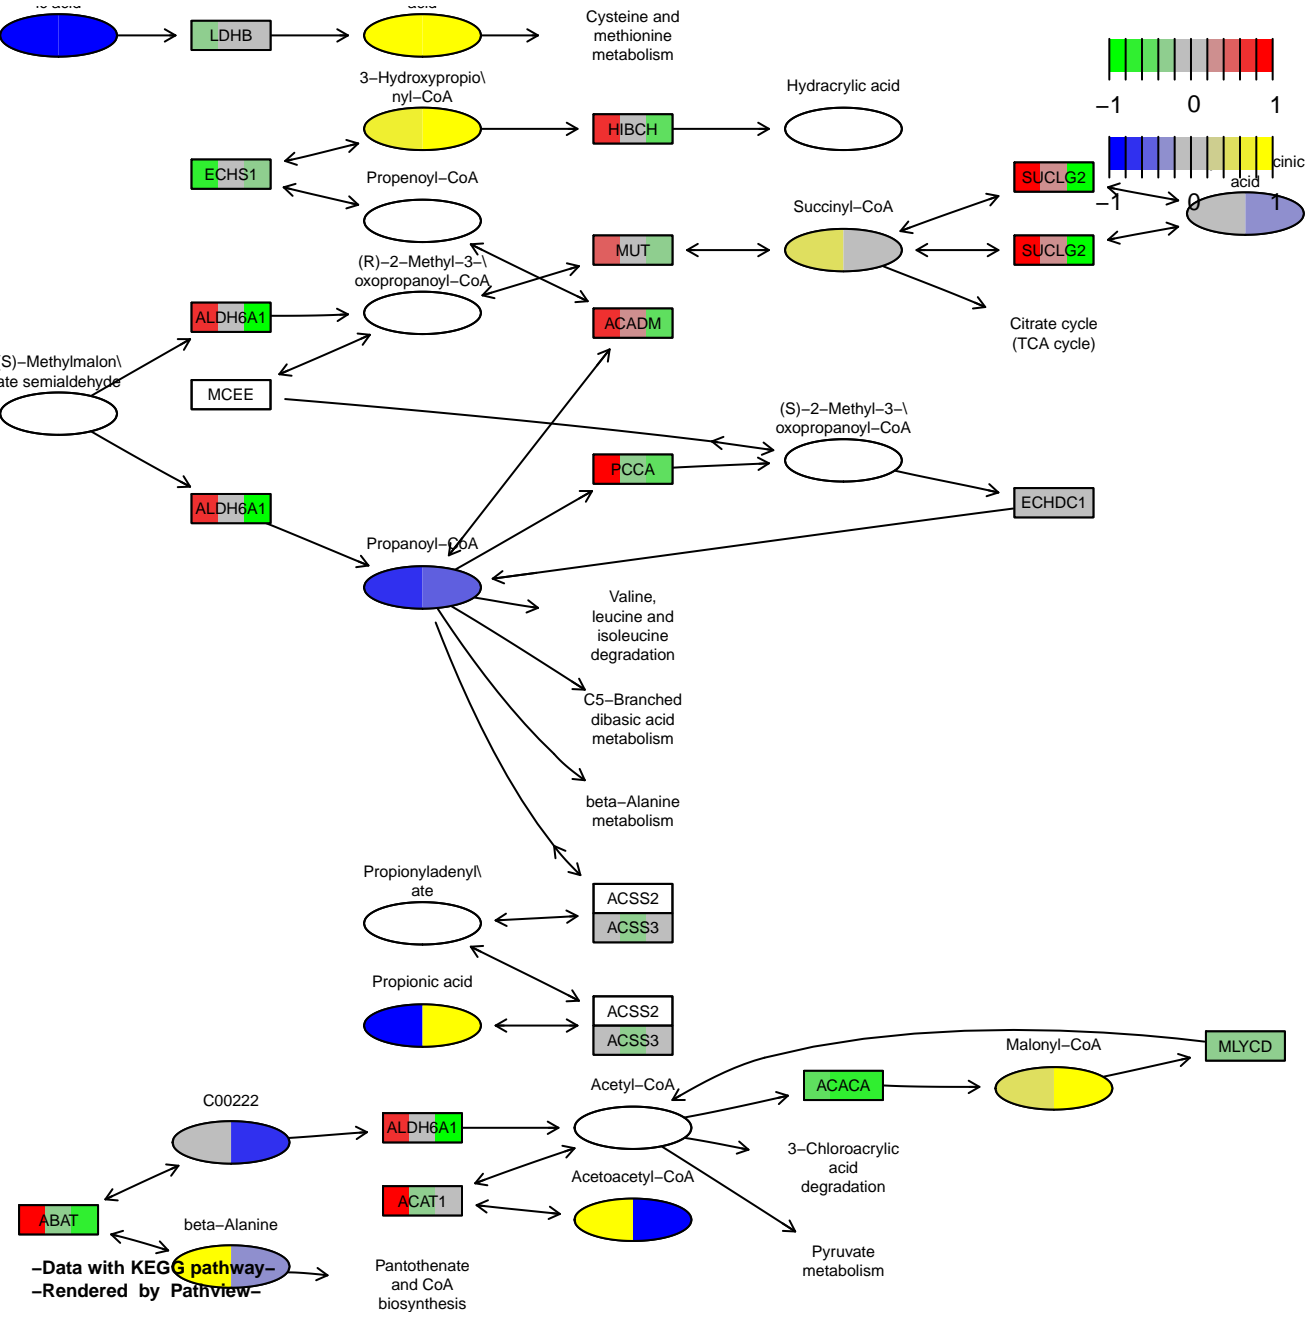 LDHB
Cysteine and
methionine
metabolism
−1 0 1
3−Hydroxypropio\
nyl−CoA
Hydracrylic acid
HIBCH
ECHS1
Propenoyl−CoA
SUCLG2
cinic
acid
−1 0 1
Succinyl−CoA
MUT
SUCLG2
(R)−2−Methyl−3−\
oxopropanoyl−CoA
ALDH6A1
ACADM
Citrate cycle
(TCA cycle)
S)−Methylmalon\
ate semialdehyde
MCEE
(S)−2−Methyl−3−\
oxopropanoyl−CoA
PCCA
ECHDC1
ALDH6A1
Propanoyl−CoA
Valine,
leucine and
isoleucine
degradation
C5−Branched
dibasic acid
metabolism
beta−Alanine
metabolism
Propionyladenyl\
ate
ACSS2
ACSS3
Propionic acid
ACSS2
ACSS3
Malonyl−CoA
MLYCD
Acetyl−CoA
ACACA
C00222
ALDH6A1
3−Chloroacrylic
acid
degradation
Acetoacetyl−CoA
ACAT1
ABAT
beta−Alanine
Pyruvate
metabolism
Pantothenate
and CoA
biosynthesis
−Data with KEGG pathway−
−Rendered by Pathview−